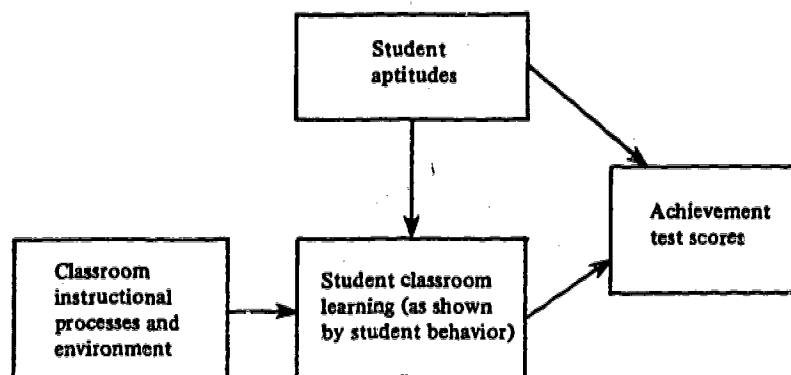 Student
aptitudes
Achievement
test scores
Classroom
instructional
processes and
environment
Student classroom
learning (as shown
by student behavior)